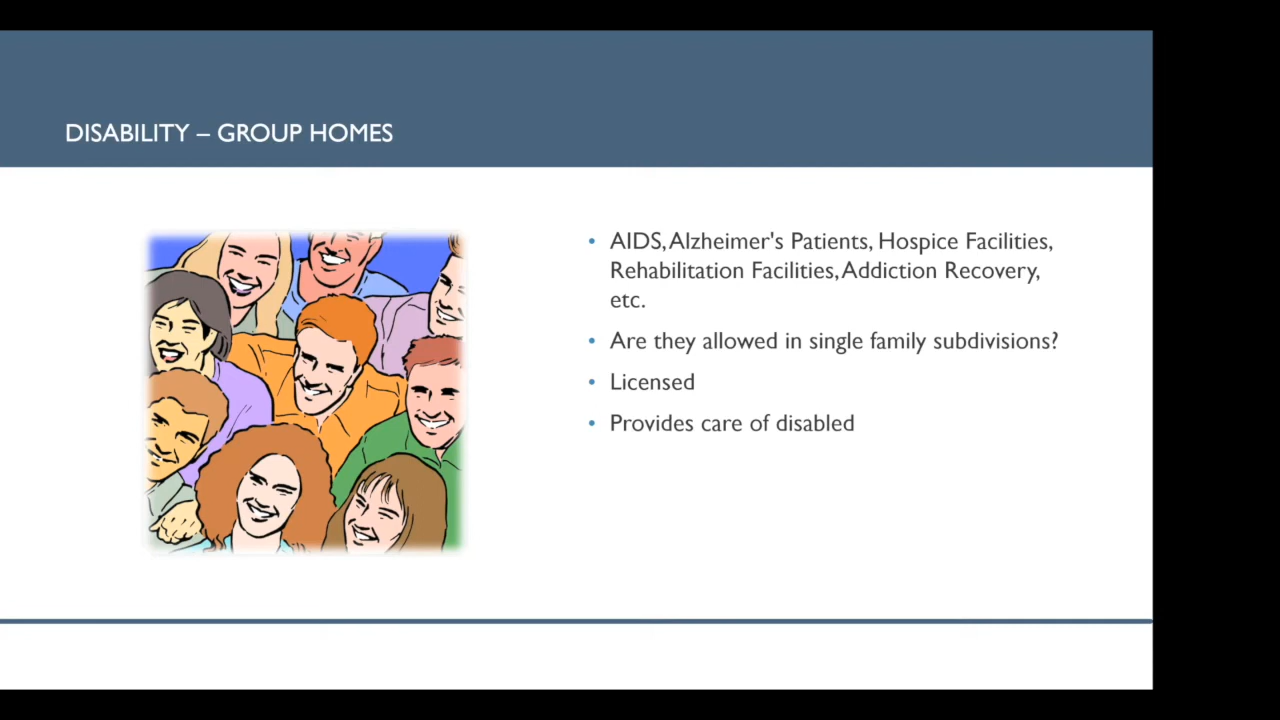 DISABILITY – GROUP HOMES
• AIDS, Alzheimer's Patients, Hospice Facilities,
Rehabilitation Facilities, Addiction Recovery,
etc.
• Are they allowed in single family subdivisions?
• Licensed
• Provides care of disabled